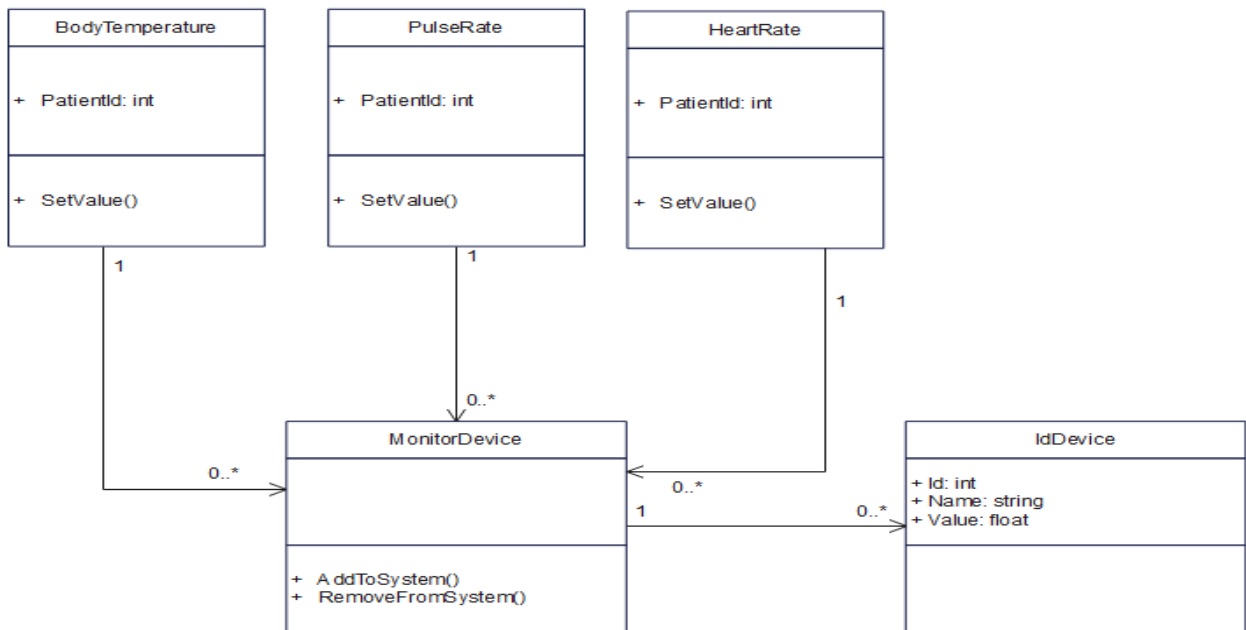 BodyTemperature
+ PatientId: int
+ SetValue()
PulseRate
+ PatientId: int
+ SetValue()
HeartRate
+ PatientId: int
+ SetValue()
1
1
1
0..*
0..*
0..*
MonitorDevice
+ AddToSystem()
+ RemoveFromSystem()
1
0..*
IdDevice
+ Id: int
+ Name: string
+ Value: float